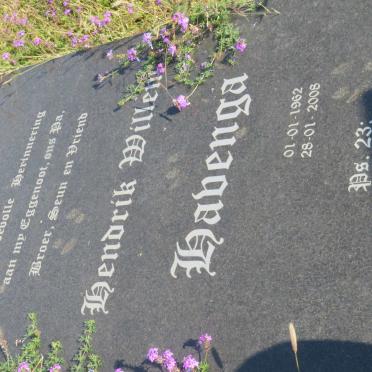 Herinnering
aan my Eggenoot, ons Pa,
Broer, Seun en Vriend
Hendrik Willem
Havenga
01-01-1962
28-01-2008
Ps. 23: